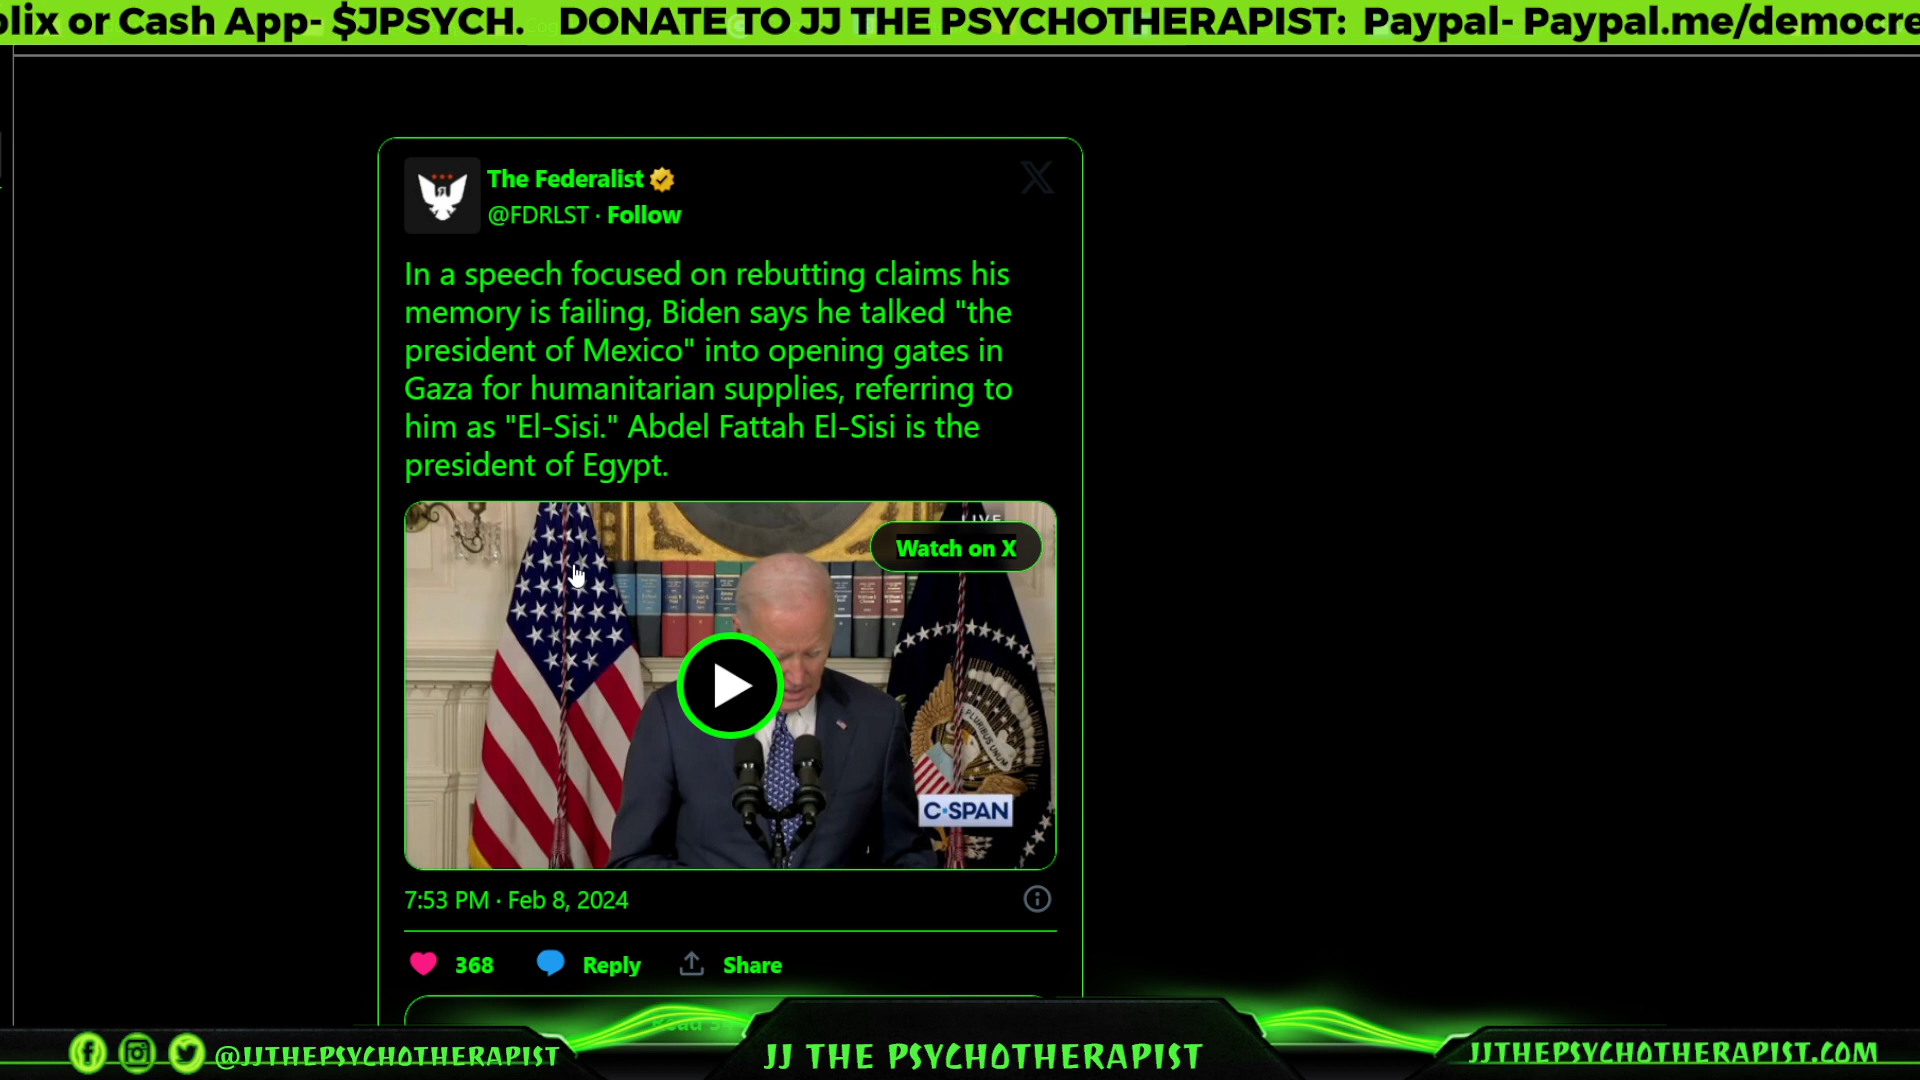 olix or Cash App- $JPSYCH. DONATE TO JJ THE PSYCHOTHERAPIST: Paypal- Paypal.me/democre
The Federalist
@FDRLST · Follow
In a speech focused on rebutting claims his
memory is failing, Biden says he talked "the
president of Mexico" into opening gates in
Gaza for humanitarian supplies, referring to
him as "El-Sisi." Abdel Fattah El-Sisi is the
president of Egypt.
LIVE
Watch on X
PLURIBUS UNUM
C-SPAN
7:53 PM · Feb 8, 2024
368 Reply Share
@JJTHEPSYCHOTHERAPIST
JJ THE PSYCHOTHERAPIST
JJTHEPSYCHOTHERAPIST.COM